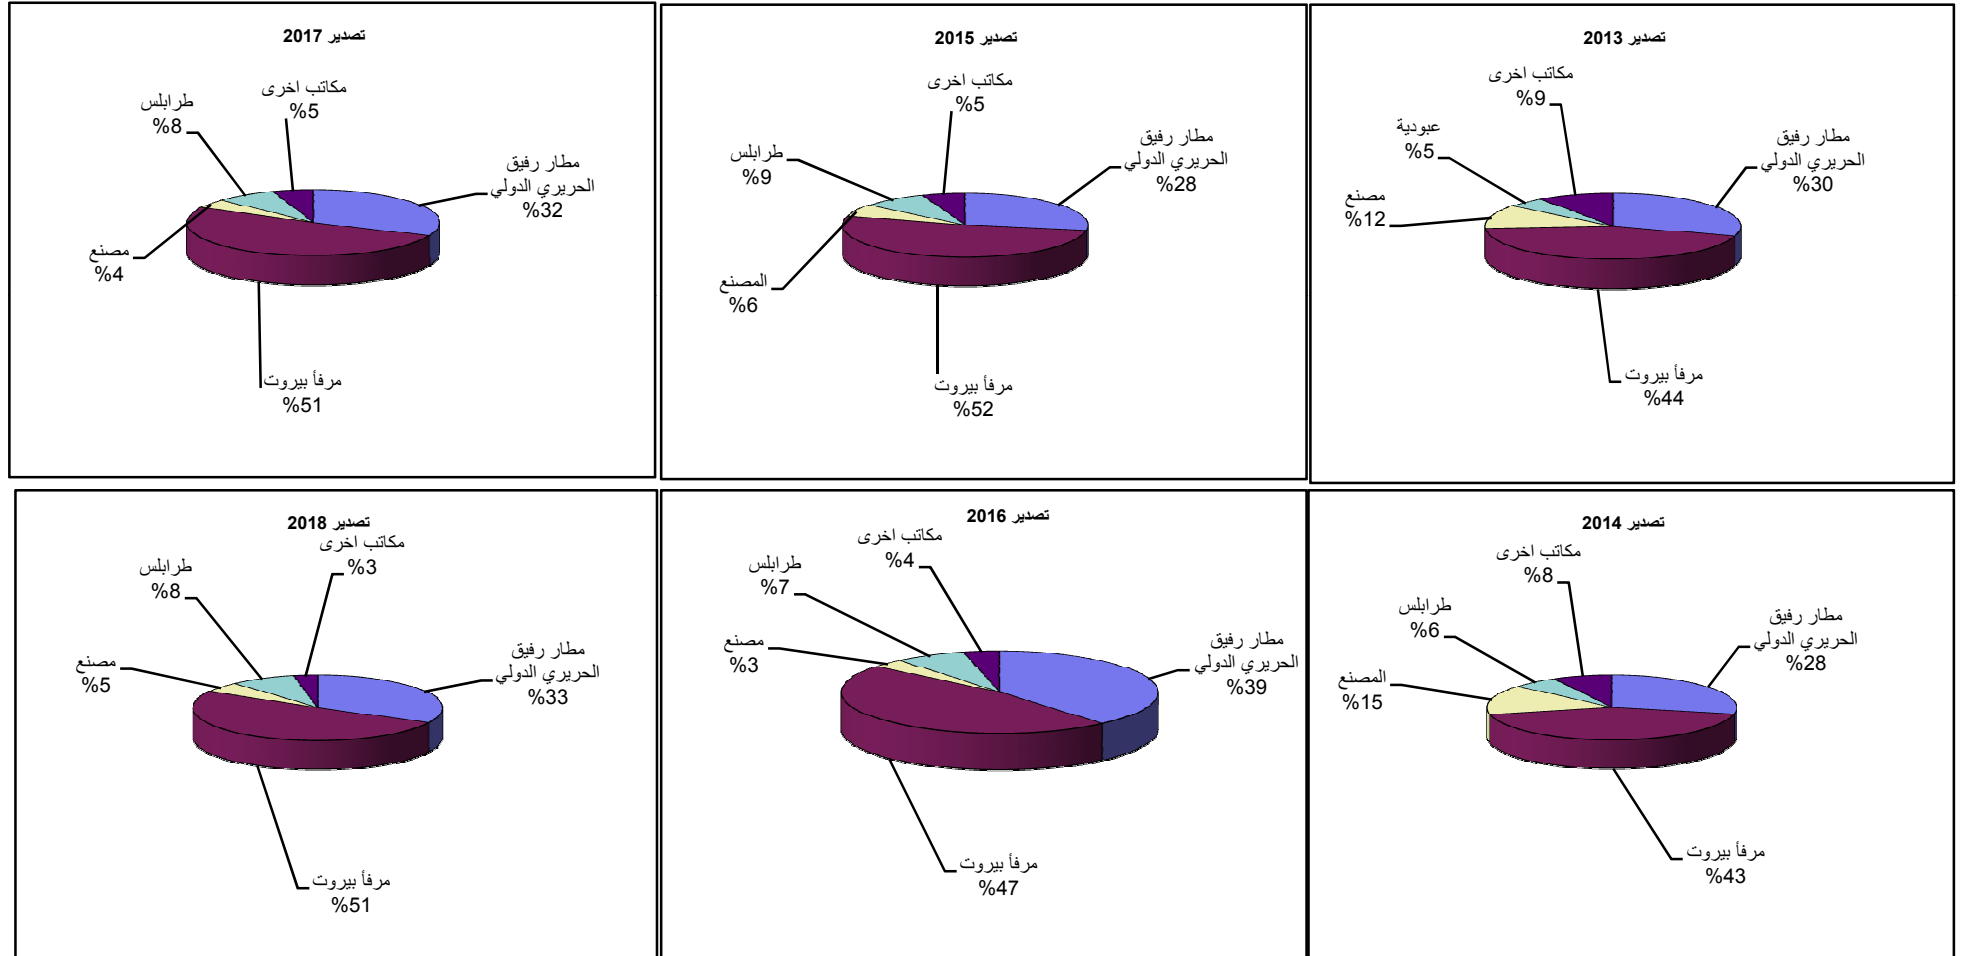 تصدير 2013
مكاتب اخرى
%9
عبودية
%5
مصنع
%12
مطار رفيق
الحريري الدولي
%30
مرفأ بيروت
%44
تصدير 2015
مكاتب اخرى
%5
طرابلس
%9
المصنع
%6
مطار رفيق
الحريري الدولي
%28
مرفأ بيروت
%52
تصدير 2017
مكاتب اخرى
%5
طرابلس
%8
مصنع
%4
مطار رفيق
الحريري الدولي
%32
مرفأ بيروت
%51
تصدير 2014
مكاتب اخرى
%8
طرابلس
%6
المصنع
%15
مطار رفيق
الحريري الدولي
%28
مرفأ بيروت
%43
تصدير 2016
مكاتب اخرى
%4
طرابلس
%7
مصنع
%3
مطار رفيق
الحريري الدولي
%39
مرفأ بيروت
%47
تصدير 2018
مكاتب اخرى
%3
طرابلس
%8
مصنع
%5
مطار رفيق
الحريري الدولي
%33
مرفأ بيروت
%51